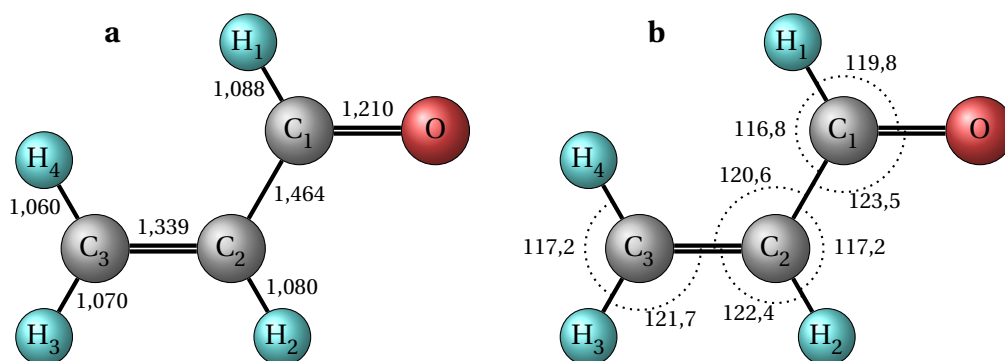 a
H₁
1,088
1,210
C₁
O
H₄
1,464
1,060
1,339
C₃
C₂
1,070
1,080
H₃
H₂
b
H₁
119,8
116,8
C₁
O
H₄
120,6
123,5
117,2
C₃
C₂
117,2
121,7
122,4
H₃
H₂